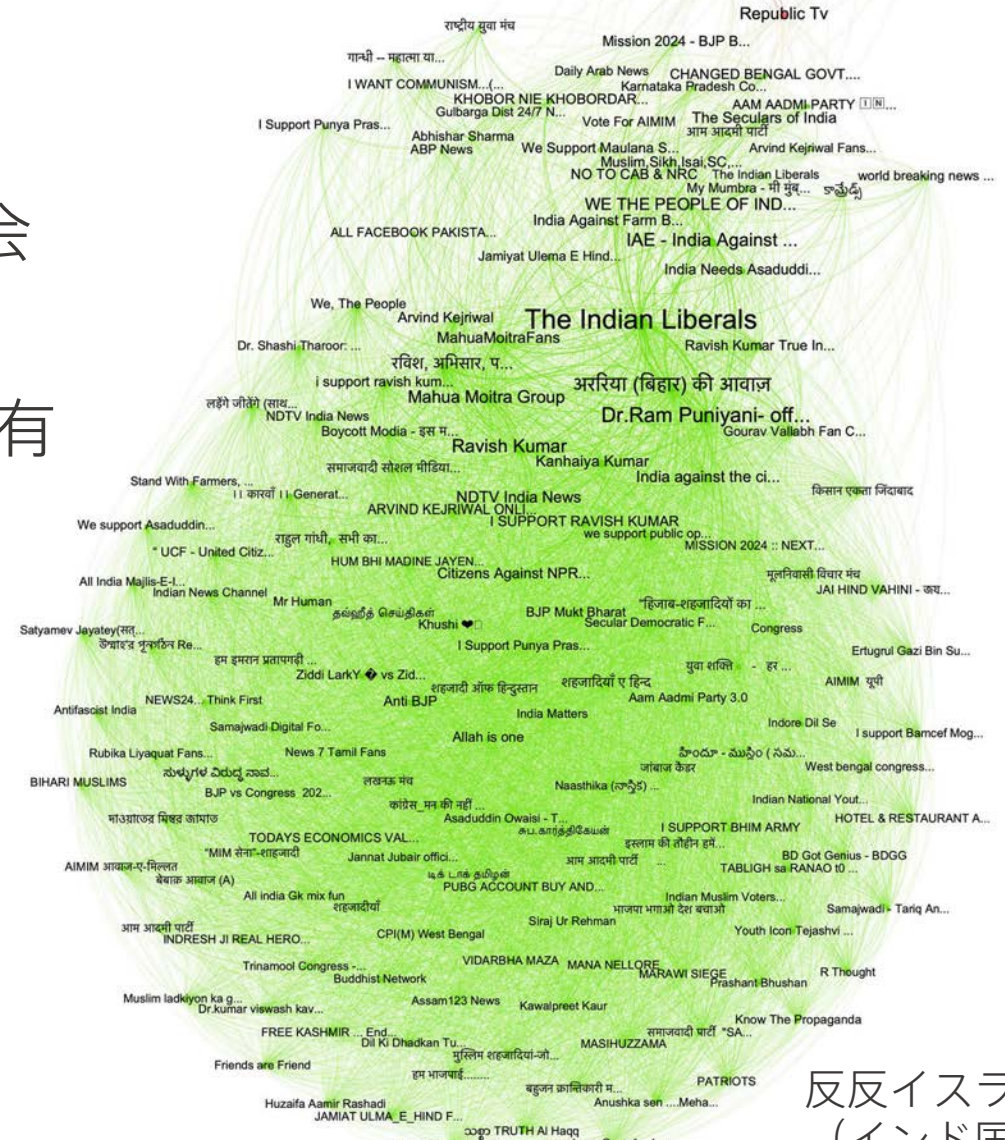 Republic Tv
राष्ट्रीय युवा मंच
Mission 2024 - BJP B...
गान्धी -- महात्मा या...
Daily Arab News
CHANGED BENGAL GOVT....
I WANT COMMUNISM...(...
Karnataka Pradesh Co...
KHOBOR NIE KHOBORDAR...
AAM AADMI PARTY 🇮🇳...
Gulbarga Dist 24/7 N...
Vote For AIMIM
The Seculars of India
I Support Punya Pras...
आम आदमी पार्टी
Abhishar Sharma
ABP News
We Support Maulana S...
Arvind Kejriwal Fans...
Muslim,Sikh,Isai,SC,...
NO TO CAB & NRC
The Indian Liberals
world breaking news ...
My Mumbra - मी मुंब्...
కామ్రేడ్స్
WE THE PEOPLE OF IND...
会
India Against Farm B...
ALL FACEBOOK PAKISTA...
IAE - India Against ...
Jamiyat Ulema E Hind...
India Needs Asaduddi...
We, The People
Arvind Kejriwal
The Indian Liberals
MahuaMoitraFans
Dr. Shashi Tharoor: ...
Ravish Kumar True In...
रविश, अभिसार, प...
i support ravish kum...
अररिया (बिहार) की आवाज़
Mahua Moitra Group
लड़ेंगे जीतेंगे (साथ...
NDTV India News
Dr.Ram Puniyani- off...
有
Boycott Modia - इस म...
Gourav Vallabh Fan C...
Ravish Kumar
Kanhaiya Kumar
समाजवादी सोशल मीडिया...
India against the ci...
Stand With Farmers, ...
।। कारवाँ ।। Generat...
NDTV India News
किसान एकता जिंदाबाद
ARVIND KEJRIWAL ONLI...
We support Asaduddin...
I SUPPORT RAVISH KUMAR
राहुल गांधी, सभी का...
we support public op...
" UCF - United Citiz...
MISSION 2024 :: NEXT...
HUM BHI MADINE JAYEN...
Citizens Against NPR...
मूलनिवासी विचार मंच
All India Majlis-E-I...
Indian News Channel
JAI HIND VAHINI - जय...
Mr Human
தவ்ஹீத் செய்திகள்
BJP Mukt Bharat
"हिजाब-शहजादियों का ...
Khushi ❤
Secular Democratic F...
Congress
Satyamev Jayatey(सत्...
I Support Punya Pras...
Ertugrul Gazi Bin Su...
हम इमरान प्रतापगढ़ी ...
युवा शक्ति - हर ...
Ziddi LarkY � vs Zid...
शहजादी ऑफ हिन्दुस्तान
शहजादियाँ ए हिन्द
AIMIM यूपी
NEWS24... Think First
Anti BJP
Aam Aadmi Party 3.0
Antifascist India
India Matters
Samajwadi Digital Fo...
Indore Dil Se
Allah is one
I support Bamcef Mog...
Rubika Liyaquat Fans...
News 7 Tamil Fans
హిందూ - ముస్లిం ( సమ...
जांबाज कैडर
West bengal congress...
BIHARI MUSLIMS
लखनऊ मंच
BJP vs Congress 202...
Naasthika (నాస్తిక) ...
Indian National Yout...
कांग्रेस_मन की नहीं ...
Asaduddin Owaisi - T...
HOTEL & RESTAURANT A...
சுப.கார்த்திகேயன்
I SUPPORT BHIM ARMY
TODAYS ECONOMICS VAL...
इस्लाम की तौहीन हमें...
"MIM सेना"-शाहजादी
Jannat Jubair offici...
आम आदमी पार्टी ...
BD Got Genius - BDGG
AIMIM आवाज-ए-मिल्लत
TABLIGH sa RANAO t0 ...
बेबाक़ आवाज (A)
டிக் டாக் தமிழன்
PUBG ACCOUNT BUY AND...
All india Gk mix fun
Indian Muslim Voters...
शहजादीयाँ
भाजपा भगाओ देश बचाओ
Samajwadi - Tariq An...
Siraj Ur Rehman
आम आदमी पार्टी
INDRESH JI REAL HERO...
CPI(M) West Bengal
Youth Icon Tejashvi ...
VIDARBHA MAZA
MANA NELLORE
Trinamool Congress -...
MARAWI SIEGE
R Thought
Buddhist Network
Prashant Bhushan
Muslim ladkiyon ka g...
Assam123 News
Kawalpreet Kaur
Dr.kumar viswash kav...
Know The Propaganda
FREE KASHMIR ... End...
समाजवादी पार्टी "SA...
Dil Ki Dhadkan Tu...
MASIHUZZAMA
मुस्लिम शहजादियां-जो...
Friends are Friend
हम भाजपाई.........
PATRIOTS
बहुजन क्रान्तिकारी म...
Huzaifa Aamir Rashadi
Anushka sen ....Meha...
JAMIAT ULMA_E_HIND F...
TRUTH Al Haqq
反反イスラ